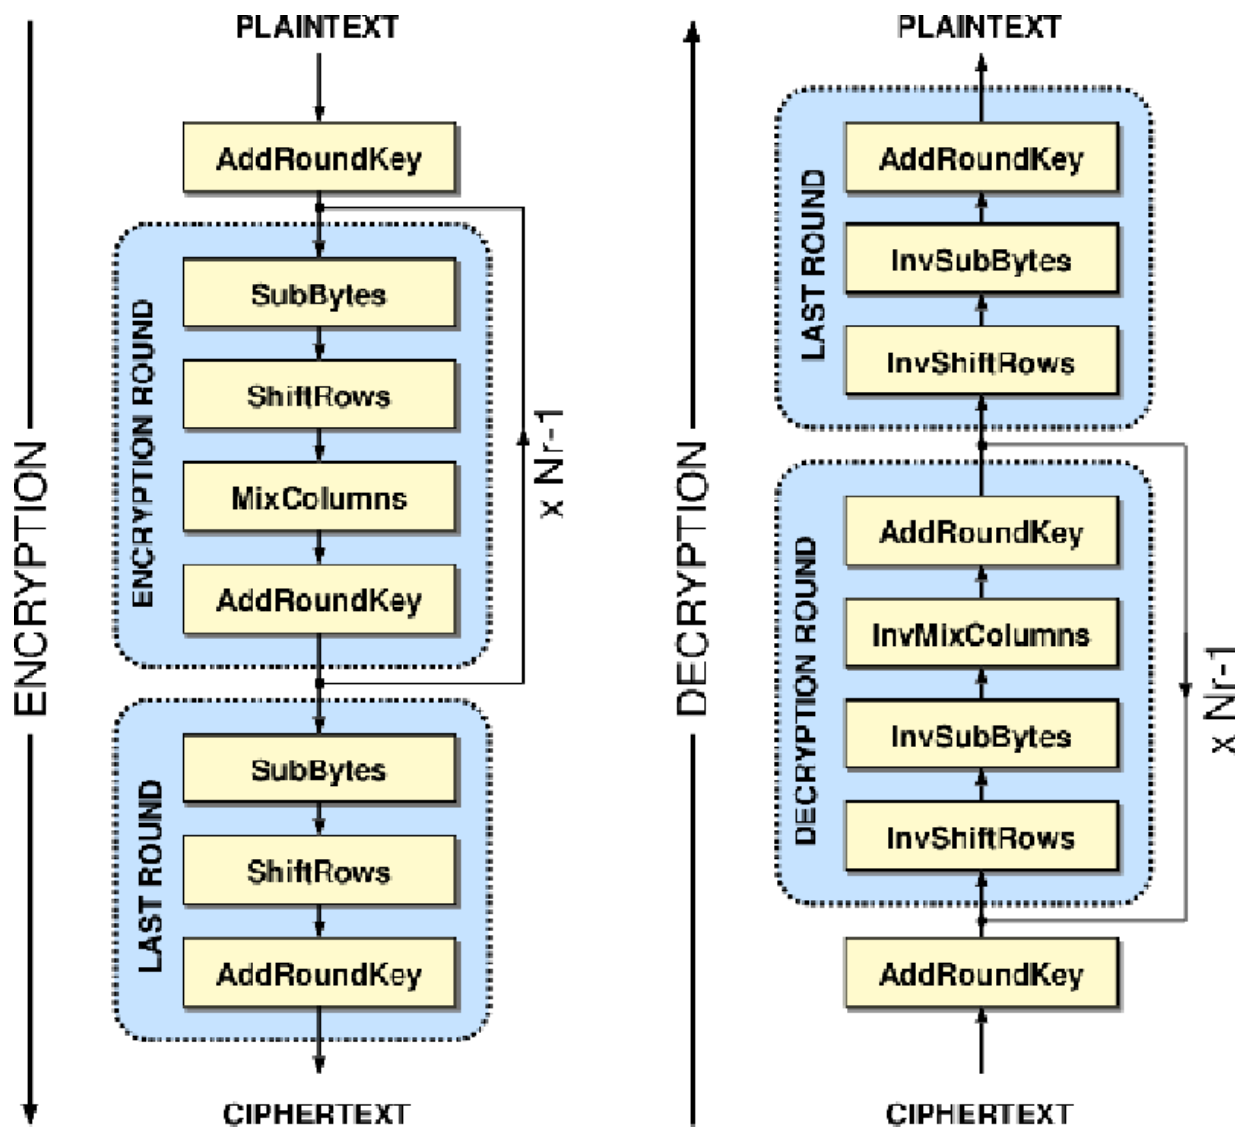 PLAINTEXT
AddRoundKey
ENCRYPTION ROUND
SubBytes
ShiftRows
MixColumns
AddRoundKey
x Nr-1
LAST ROUND
SubBytes
ShiftRows
AddRoundKey
CIPHERTEXT
ENCRYPTION
PLAINTEXT
LAST ROUND
AddRoundKey
InvSubBytes
InvShiftRows
DECRYPTION ROUND
AddRoundKey
InvMixColumns
InvSubBytes
InvShiftRows
x Nr-1
AddRoundKey
CIPHERTEXT
DECRYPTION